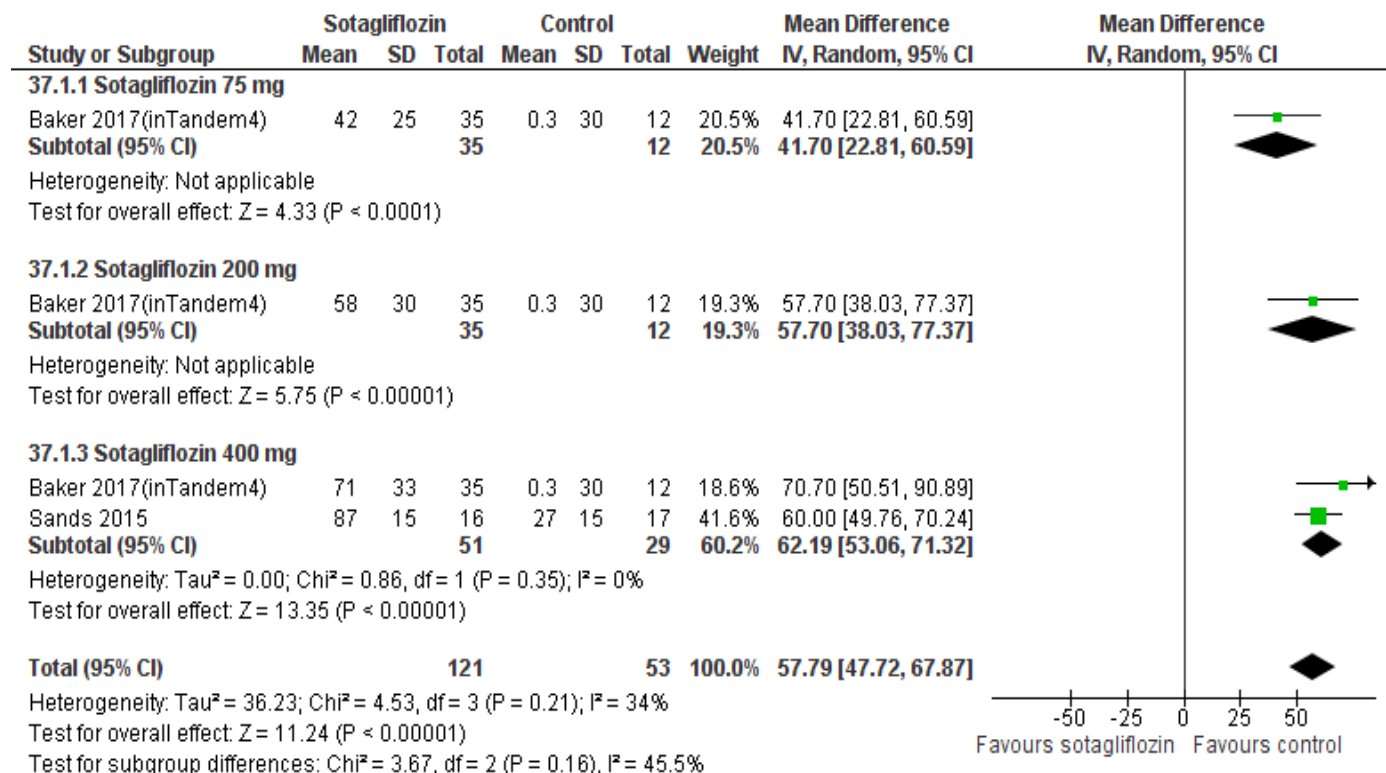 Sotagliflozin Control Mean Difference Mean Difference
Study or Subgroup Mean SD Total Mean SD Total Weight IV, Random, 95% CI IV, Random, 95% CI
37.1.1 Sotagliflozin 75 mg
Baker 2017(inTandem4) 42 25 35 0.3 30 12 20.5% 41.70 [22.81, 60.59]
Subtotal (95% CI) 35 12 20.5% 41.70 [22.81, 60.59]
Heterogeneity: Not applicable
Test for overall effect: Z = 4.33 (P < 0.0001)
37.1.2 Sotagliflozin 200 mg
Baker 2017(inTandem4) 58 30 35 0.3 30 12 19.3% 57.70 [38.03, 77.37]
Subtotal (95% CI) 35 12 19.3% 57.70 [38.03, 77.37]
Heterogeneity: Not applicable
Test for overall effect: Z = 5.75 (P < 0.00001)
37.1.3 Sotagliflozin 400 mg
Baker 2017(inTandem4) 71 33 35 0.3 30 12 18.6% 70.70 [50.51, 90.89]
Sands 2015 87 15 16 27 15 17 41.6% 60.00 [49.76, 70.24]
Subtotal (95% CI) 51 29 60.2% 62.19 [53.06, 71.32]
Heterogeneity: Tau² = 0.00; Chi² = 0.86, df = 1 (P = 0.35); I² = 0%
Test for overall effect: Z = 13.35 (P < 0.00001)
Total (95% CI) 121 53 100.0% 57.79 [47.72, 67.87]
Heterogeneity: Tau² = 36.23; Chi² = 4.53, df = 3 (P = 0.21); I² = 34%
Test for overall effect: Z = 11.24 (P < 0.00001)
Test for subgroup differences: Chi² = 3.67, df = 2 (P = 0.16), I² = 45.5%
-50 -25 0 25 50
Favours sotagliflozin Favours control